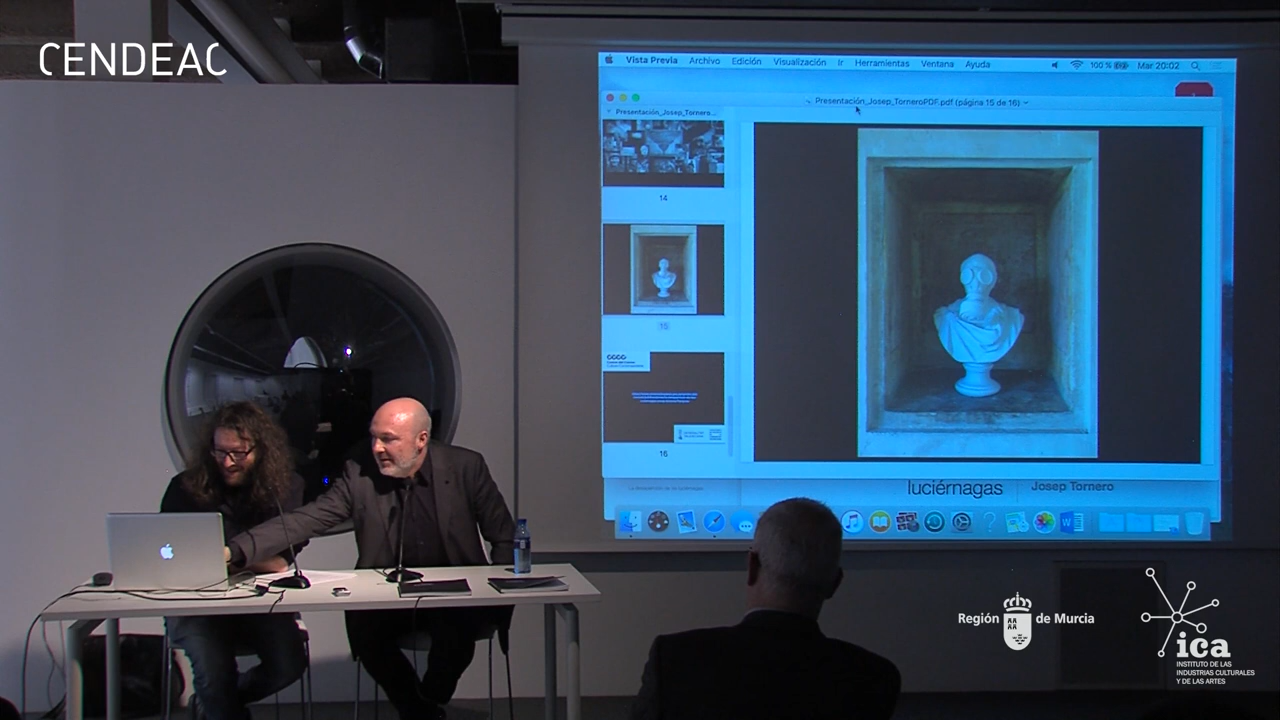 CENDEAC
Vista Previa Archivo Edición Visualización Ir Herramientas Ventana Ayuda 100 % Mar 20:02
Presentación_Josep_TorneroPDF.pdf (página 15 de 16)
Presentación_Josep_Tornero...
14
15
16
luciérnagas Josep Tornero
Región de Murcia
ica
INSTITUTO DE LAS
INDUSTRIAS CULTURALES
Y DE LAS ARTES